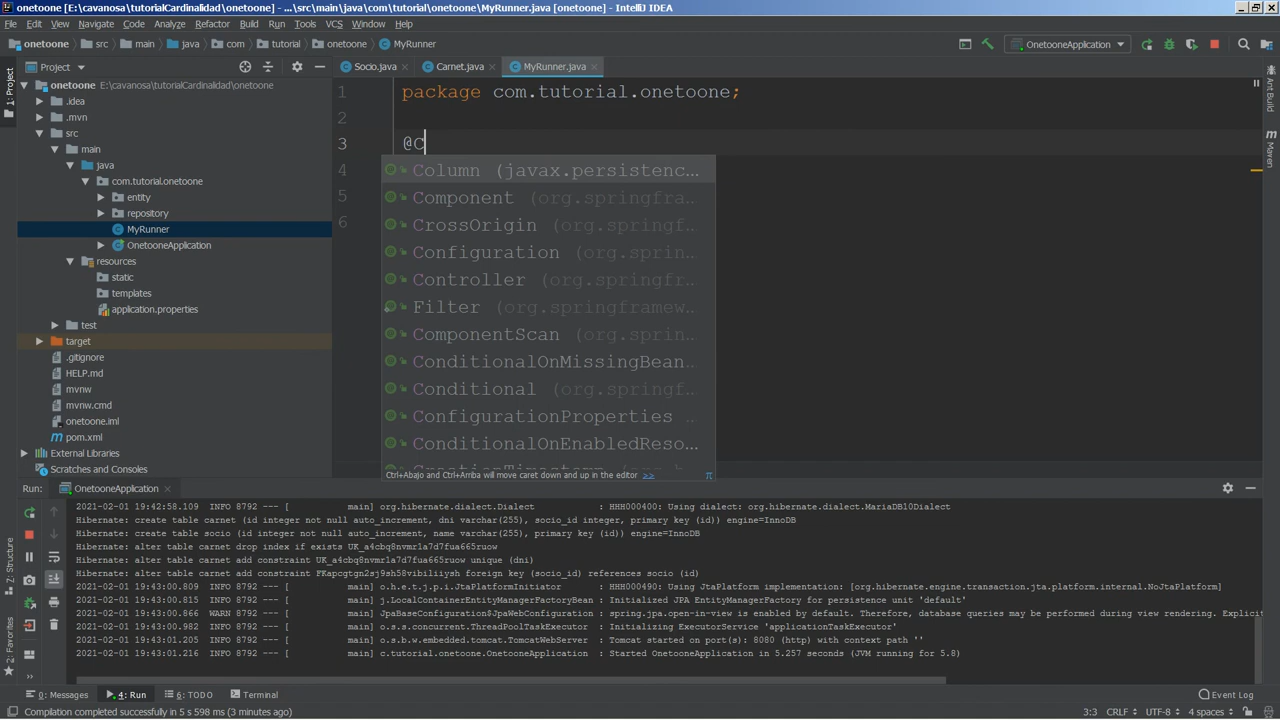 onetoone [E:\cavanosa\tutorialCardinalidad\onetoone] - ...\src\main\java\com\tutorial\onetoone\MyRunner.java [onetoone] - IntelliJ IDEA
File Edit View Navigate Code Analyze Refactor Build Run Tools VCS Window Help
onetoone src main java com tutorial onetoone MyRunner OnetooneApplication
Project Socio.java Carnet.java MyRunner.java
1: Project
Ant Build
Maven
onetoone E:\cavanosa\tutorialCardinalidad\onetoone
.idea
.mvn
src
main
java
com.tutorial.onetoone
entity
repository
MyRunner
OnetooneApplication
resources
static
templates
application.properties
test
target
.gitignore
HELP.md
mvnw
mvnw.cmd
onetoone.iml
pom.xml
External Libraries
Scratches and Consoles
1 package com.tutorial.onetoone;
2
3 @C
4
5
6
Column (javax.persistenc...
Component (org.springfra...
CrossOrigin (org.springf...
Configuration (org.sprin...
Controller (org.springfr...
Filter (org.springframew...
ComponentScan (org.sprin...
ConditionalOnMissingBean
Conditional (org.springf...
ConfigurationProperties
ConditionalOnEnabledReso...
Ctrl+Abajo and Ctrl+Arriba will move caret down and up in the editor >> π
Run: OnetooneApplication
2021-02-01 19:42:58.109 INFO 8792 --- [ main] org.hibernate.dialect.Dialect : HHH000400: Using dialect: org.hibernate.dialect.MariaDB10Dialect
Hibernate: create table carnet (id integer not null auto_increment, dni varchar(255), socio_id integer, primary key (id)) engine=InnoDB
Hibernate: create table socio (id integer not null auto_increment, name varchar(255), primary key (id)) engine=InnoDB
Hibernate: alter table carnet drop index if exists UK_a4cbq8nvmr1a7d7fua665ruow
Hibernate: alter table carnet add constraint UK_a4cbq8nvmr1a7d7fua665ruow unique (dni)
Hibernate: alter table carnet add constraint FKapcgtgn2sj9sh58vibiliiysh foreign key (socio_id) references socio (id)
2021-02-01 19:43:00.805 INFO 8792 --- [ main] o.h.e.t.j.p.i.JtaPlatformInitiator : HHH000490: Using JtaPlatform implementation: [org.hibernate.engine.transaction.jta.platform.internal.NoJtaPlatform]
2021-02-01 19:43:00.815 INFO 8792 --- [ main] j.LocalContainerEntityManagerFactoryBean : Initialized JPA EntityManagerFactory for persistence unit 'default'
2021-02-01 19:43:00.866 WARN 8792 --- [ main] JpaBaseConfiguration$JpaWebConfiguration : spring.jpa.open-in-view is enabled by default. Therefore, database queries may be performed during view rendering. Explicit
2021-02-01 19:43:00.982 INFO 8792 --- [ main] o.s.s.concurrent.ThreadPoolTaskExecutor : Initializing ExecutorService 'applicationTaskExecutor'
2021-02-01 19:43:01.205 INFO 8792 --- [ main] o.s.b.w.embedded.tomcat.TomcatWebServer : Tomcat started on port(s): 8080 (http) with context path ''
2021-02-01 19:43:01.216 INFO 8792 --- [ main] c.tutorial.onetoone.OnetooneApplication : Started OnetooneApplication in 5.257 seconds (JVM running for 5.8)
Z: Structure
2: Favorites
0: Messages 4: Run 6: TODO Terminal Event Log
Compilation completed successfully in 5 s 598 ms (3 minutes ago) 3:3 CRLF UTF-8 4 spaces